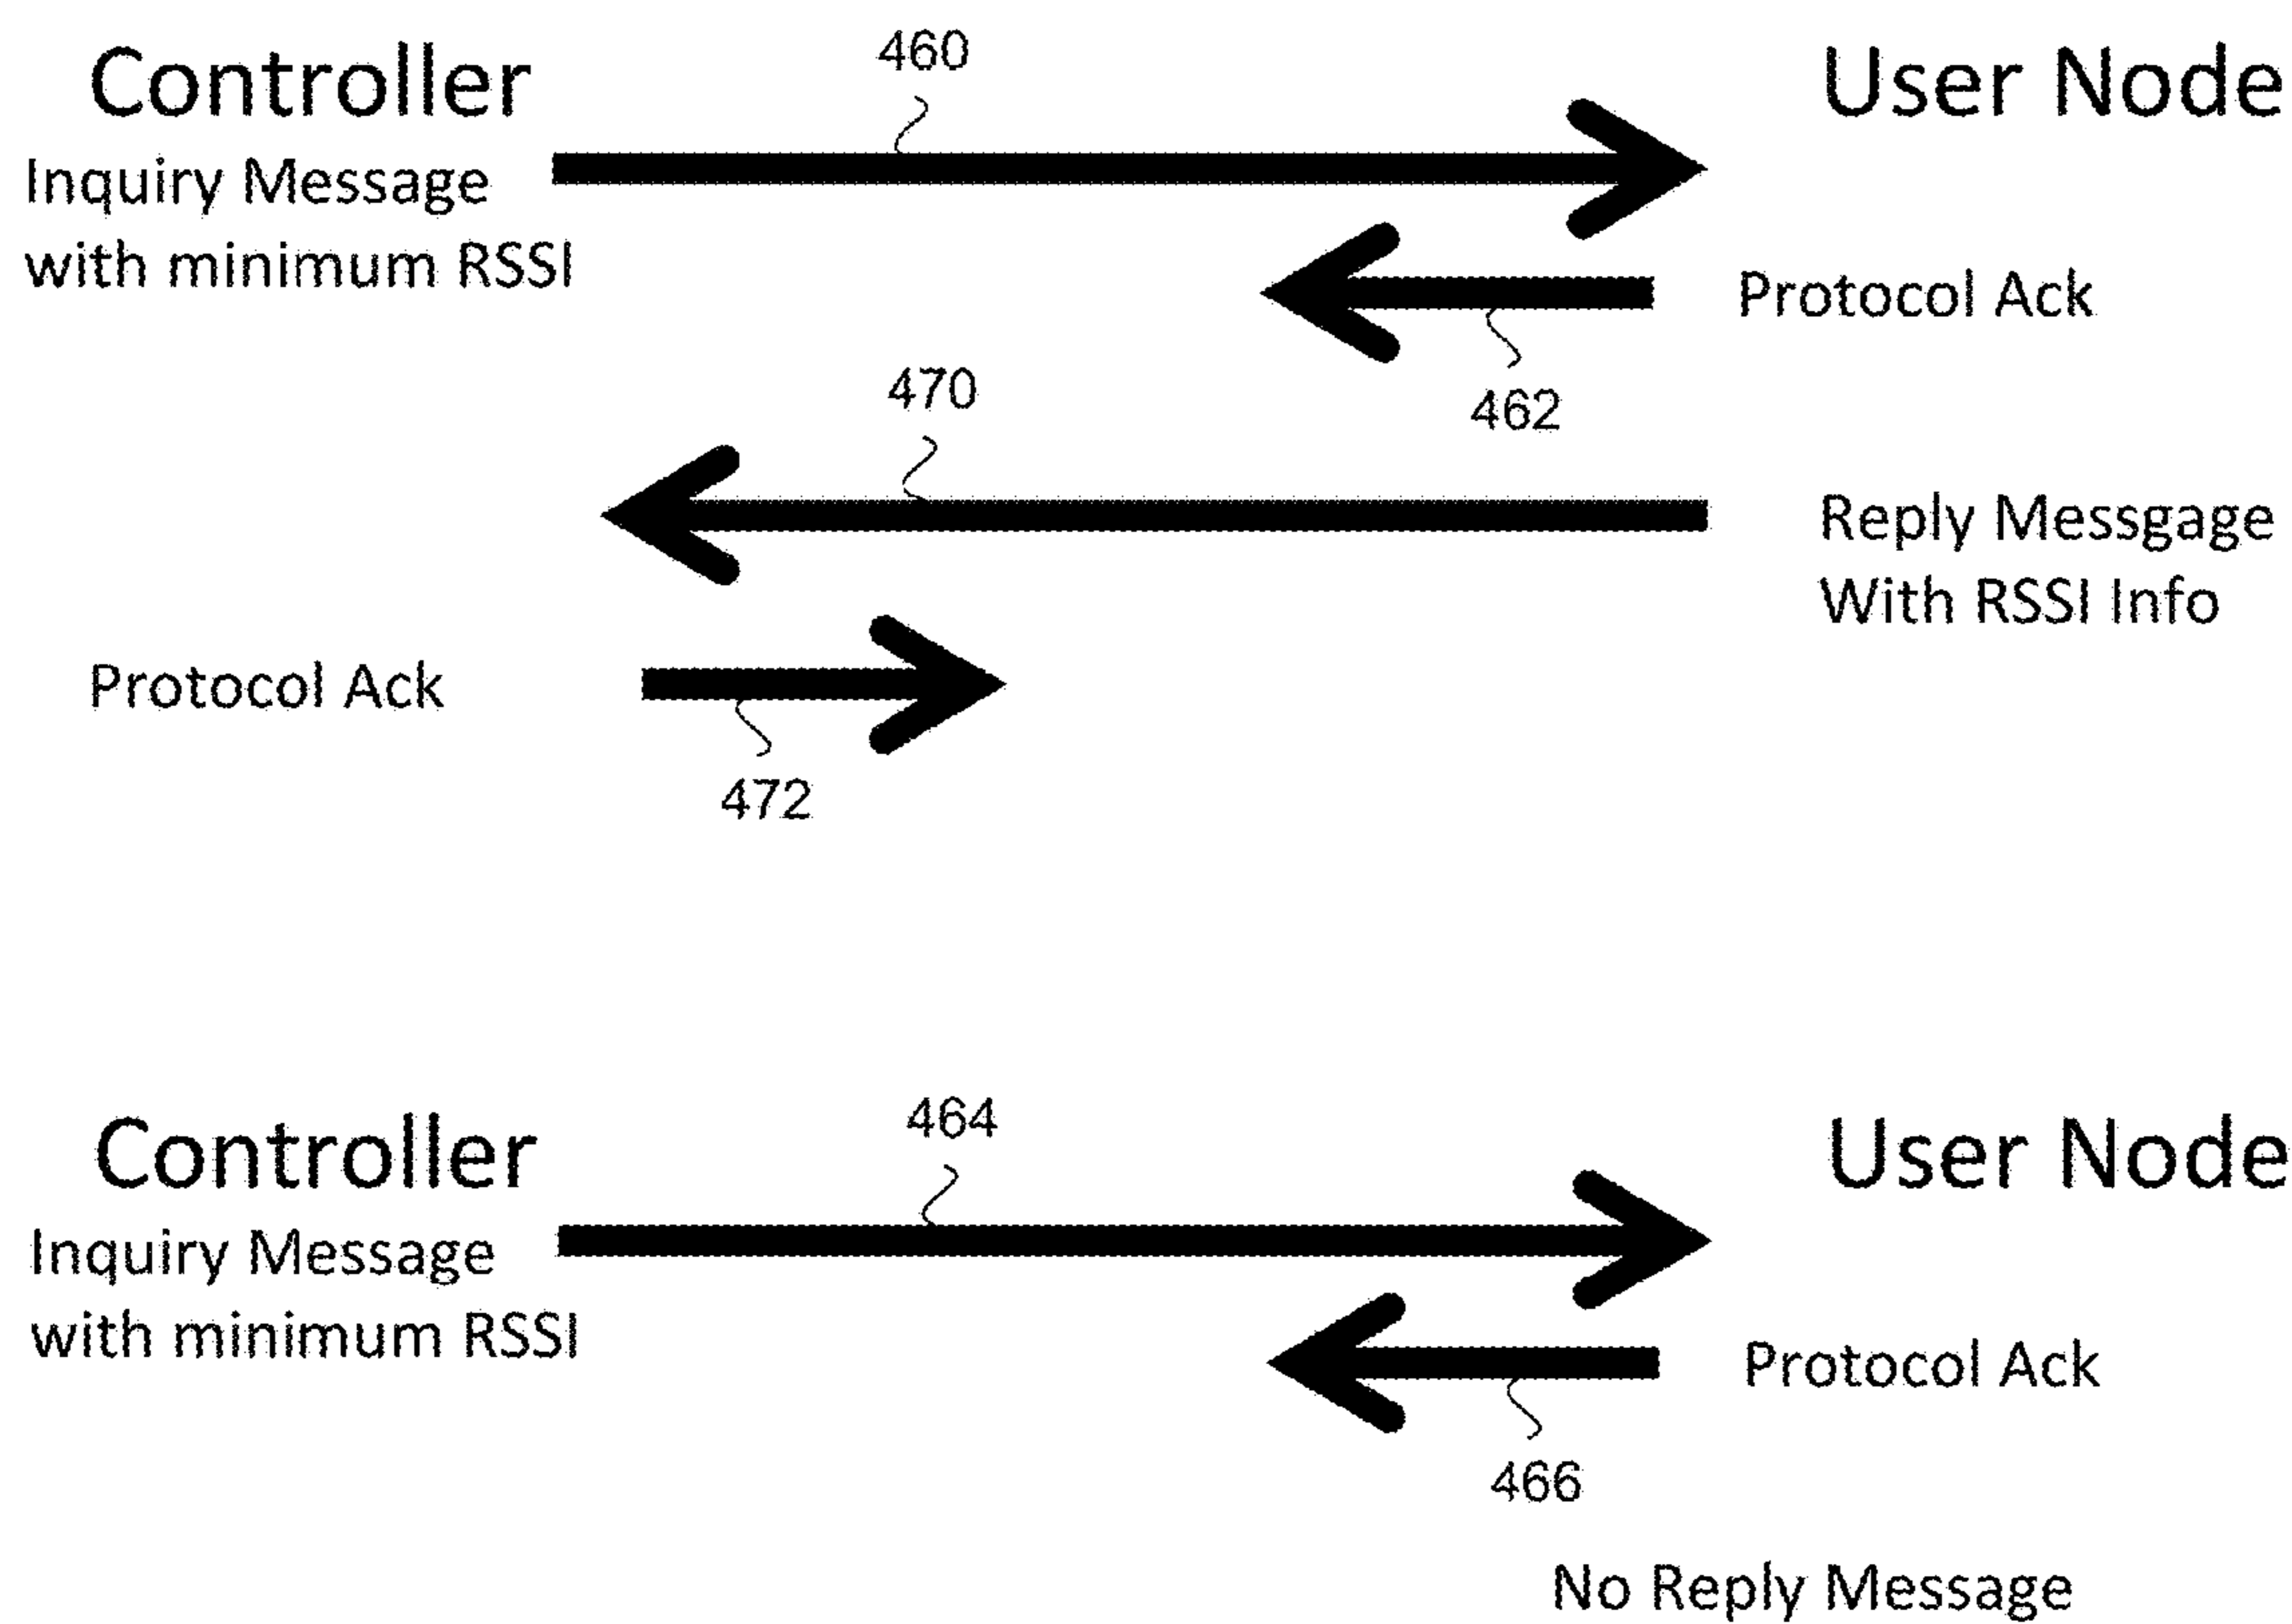 Controller
460
User Node
Inquiry Message
with minimum RSSI
Protocol Ack
462
470
Reply Messgage
With RSSI Info
Protocol Ack
472
Controller
464
User Node
Inquiry Message
with minimum RSSI
Protocol Ack
466
No Reply Message